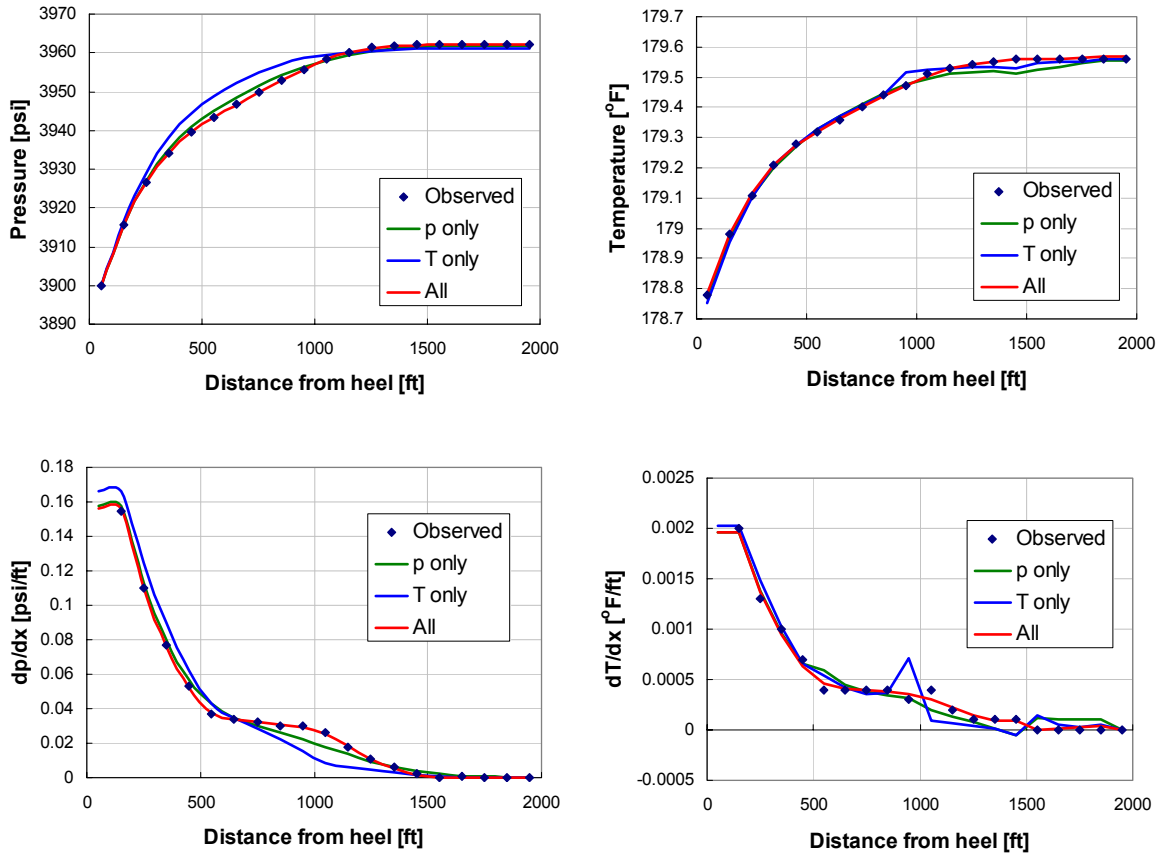 3970
3960
3950
3940
3930
3920
3910
3900
3890
Pressure [psi]
0
500
1000
1500
2000
Distance from heel [ft]
Observed
p only
T only
All
179.7
179.6
179.5
179.4
179.3
179.2
179.1
179
178.9
178.8
178.7
Temperature [°F]
0
500
1000
1500
2000
Distance from heel [ft]
Observed
p only
T only
All
0.18
0.16
0.14
0.12
0.1
0.08
0.06
0.04
0.02
0
dp/dx [psi/ft]
0
500
1000
1500
2000
Distance from heel [ft]
Observed
p only
T only
All
0.0025
0.002
0.0015
0.001
0.0005
0
-0.0005
dT/dx [°F/ft]
0
500
1000
1500
2000
Distance from heel [ft]
Observed
p only
T only
All